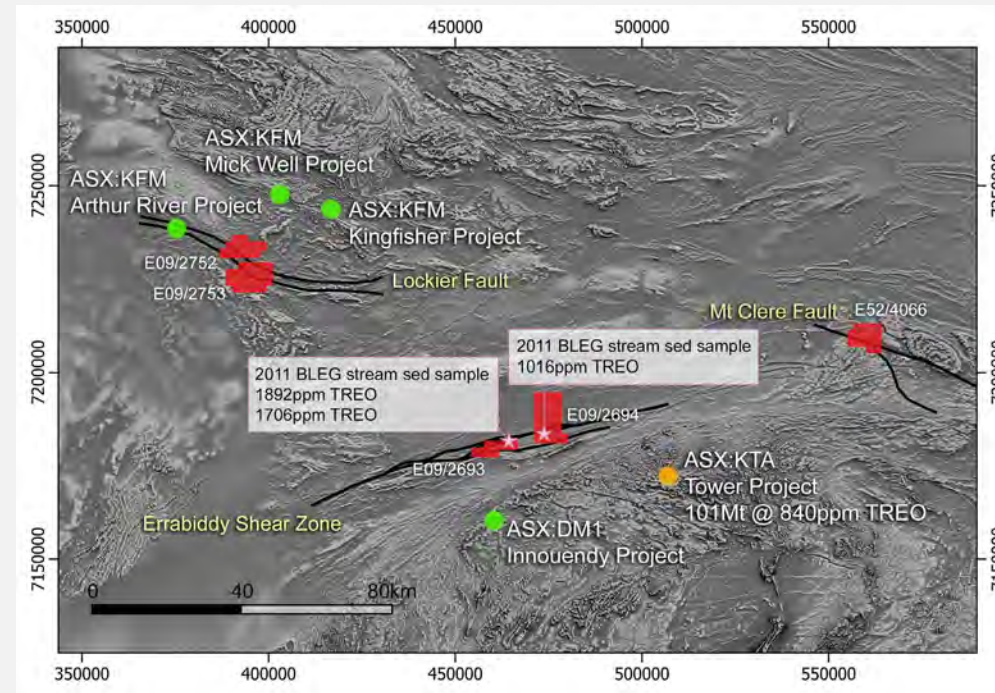 350000
400000
450000
500000
550000
7250000
7250000
ASX:KFM
Mick Well Project
ASX:KFM
Arthur River Project
ASX:KFM
Kingfisher Project
E09/2752
E09/2753
Lockier Fault
Mt Clere Fault
E52/4066
2011 BLEG stream sed sample
1016ppm TREO
2011 BLEG stream sed sample
1892ppm TREO
1706ppm TREO
7200000
7200000
E09/2694
E09/2693
ASX:KTA
Tower Project
101Mt @ 840ppm TREO
Errabiddy Shear Zone
ASX:DM1
Innouendy Project
7150000
7150000
0
40
80km
350000
400000
450000
500000
550000